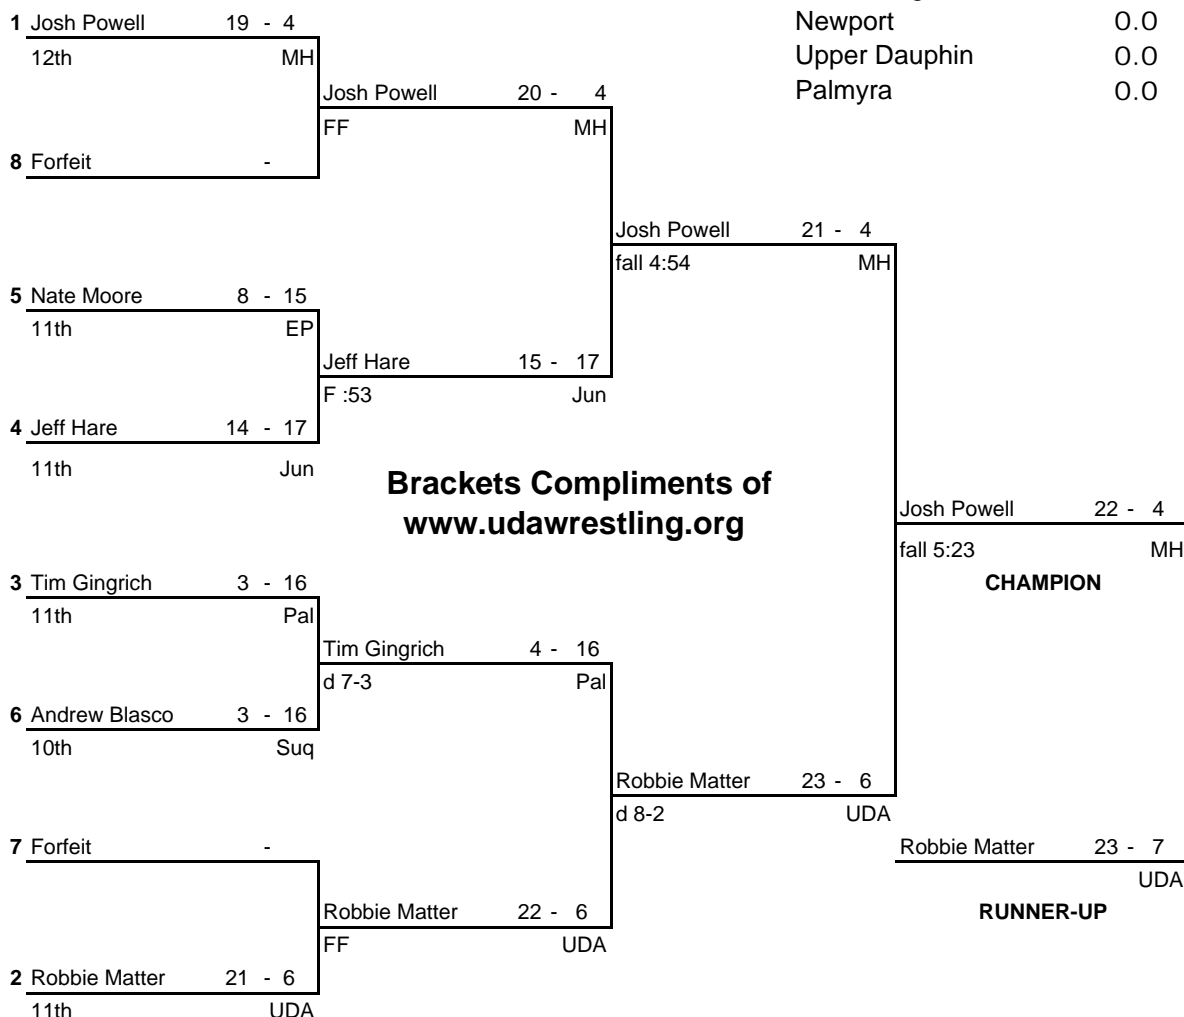 Newport 0.0
1 Josh Powell 19 - 4
12th MH
Upper Dauphin 0.0
Josh Powell 20 - 4
Palmyra 0.0
FF MH
8 Forfeit -
Josh Powell 21 - 4
fall 4:54 MH
5 Nate Moore 8 - 15
11th EP
Jeff Hare 15 - 17
F :53 Jun
4 Jeff Hare 14 - 17
11th Jun
Brackets Compliments of
www.udawrestling.org
Josh Powell 22 - 4
fall 5:23 MH
CHAMPION
3 Tim Gingrich 3 - 16
11th Pal
Tim Gingrich 4 - 16
d 7-3 Pal
6 Andrew Blasco 3 - 16
10th Suq
Robbie Matter 23 - 6
d 8-2 UDA
7 Forfeit -
Robbie Matter 23 - 7
UDA
RUNNER-UP
Robbie Matter 22 - 6
FF UDA
2 Robbie Matter 21 - 6
11th UDA